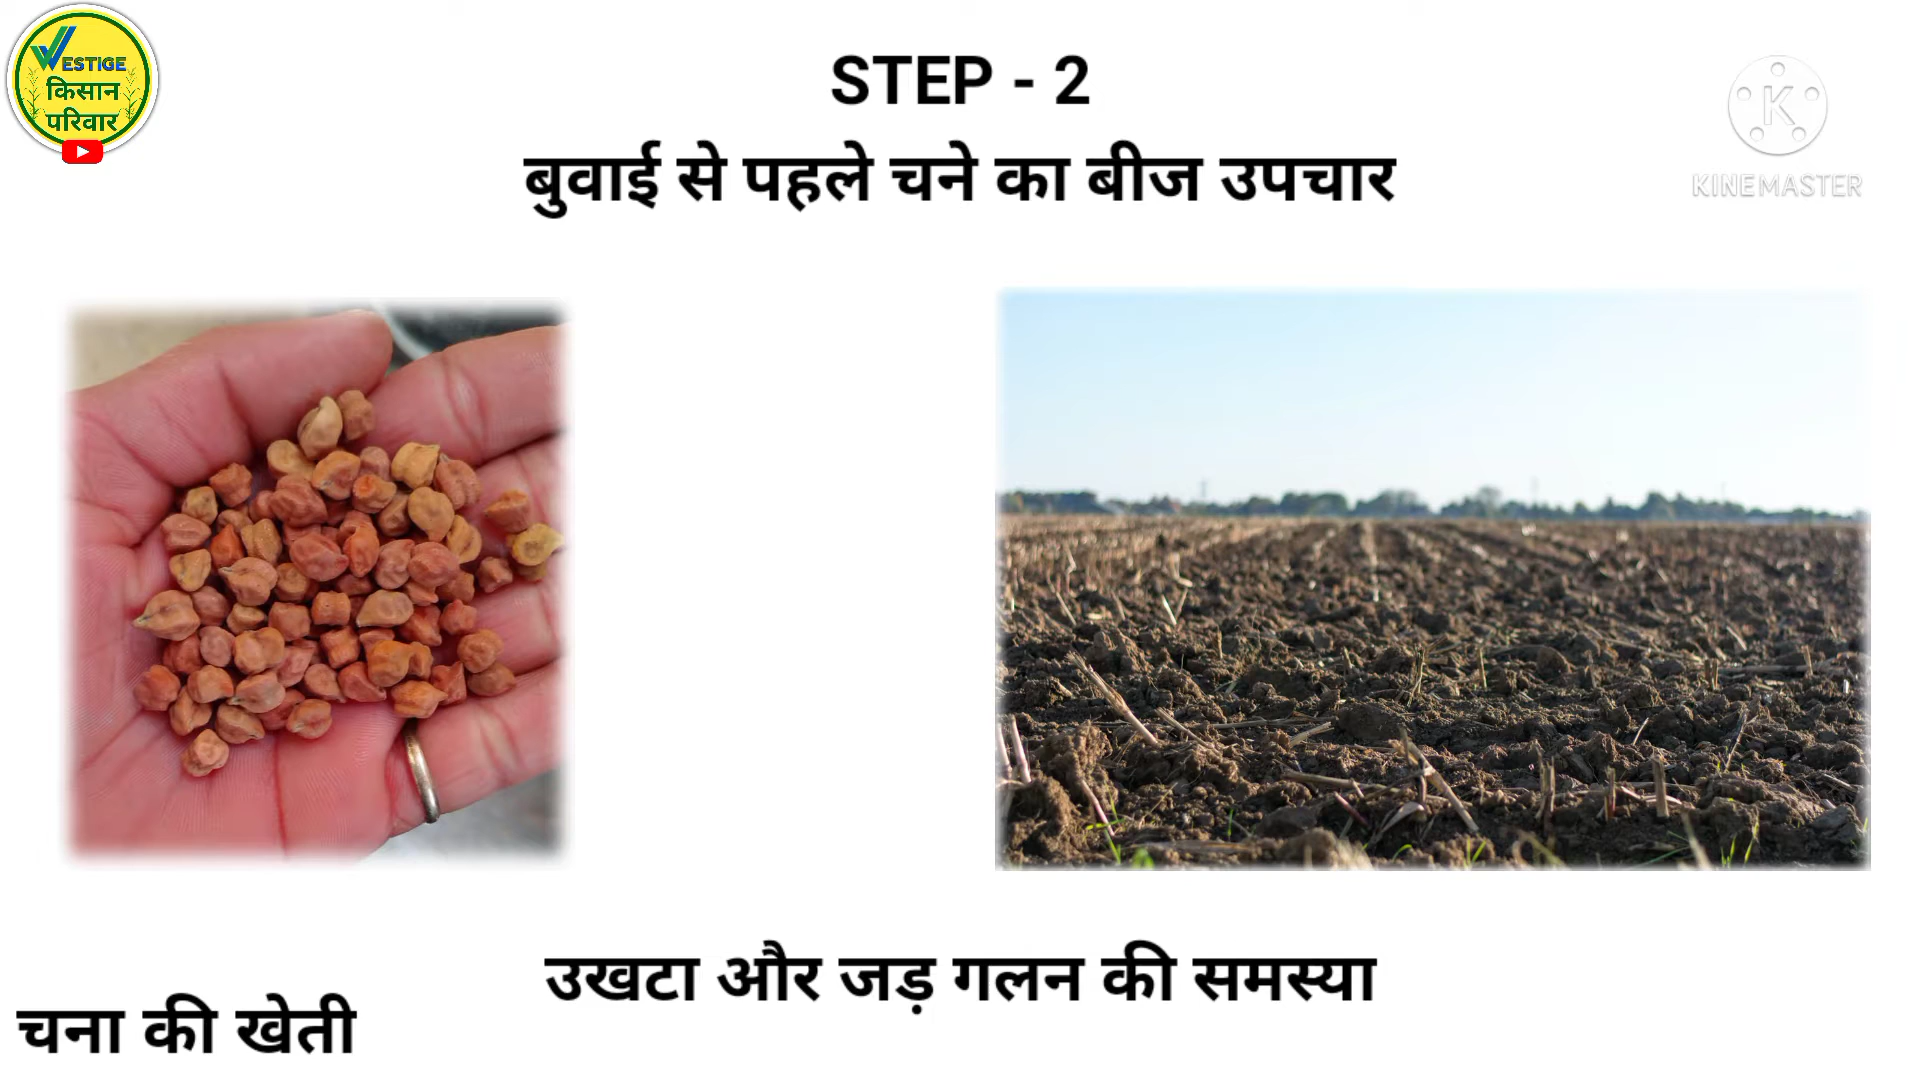 VESTIGE
किसान
परिवार
STEP - 2
बुवाई से पहले चने का बीज उपचार
K
KINEMASTER
उखटा और जड़ गलन की समस्या
चना की खेती